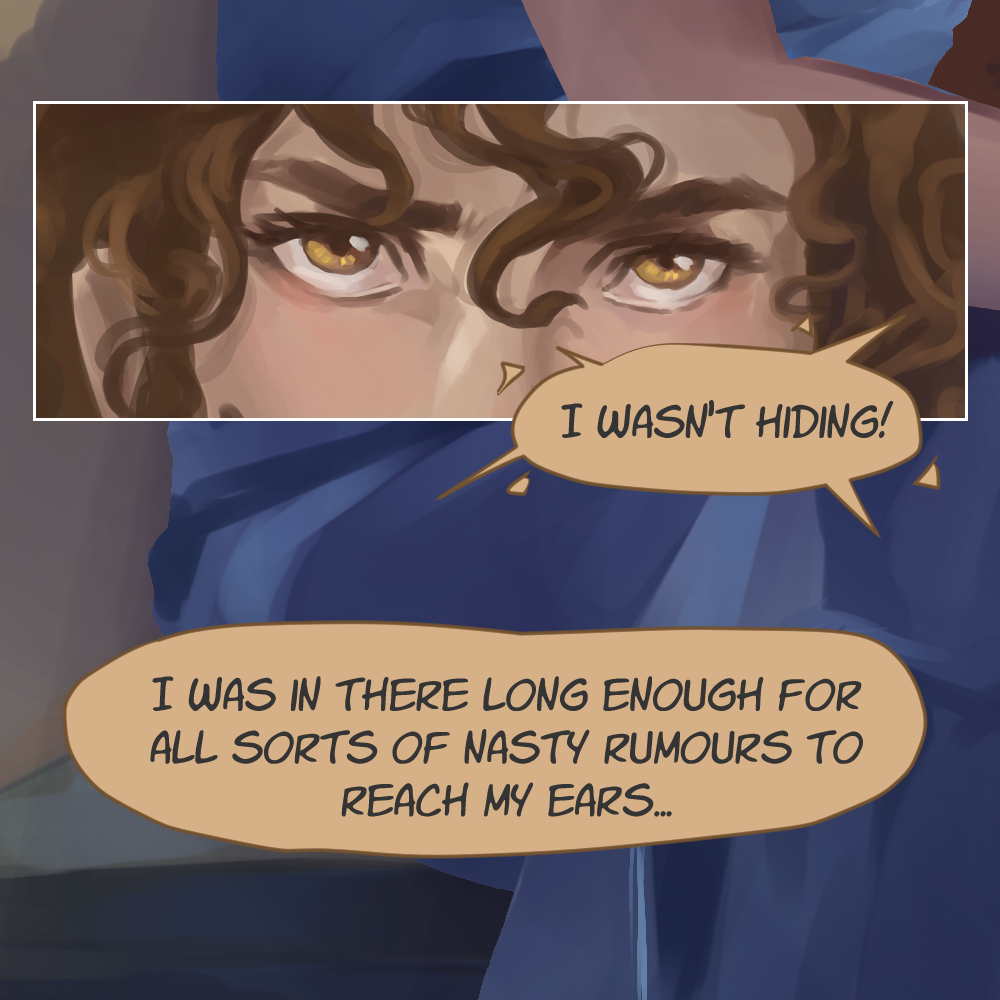 I WASN'T HIDING!
I WAS IN THERE LONG ENOUGH FOR
ALL SORTS OF NASTY RUMOURS TO
REACH MY EARS...